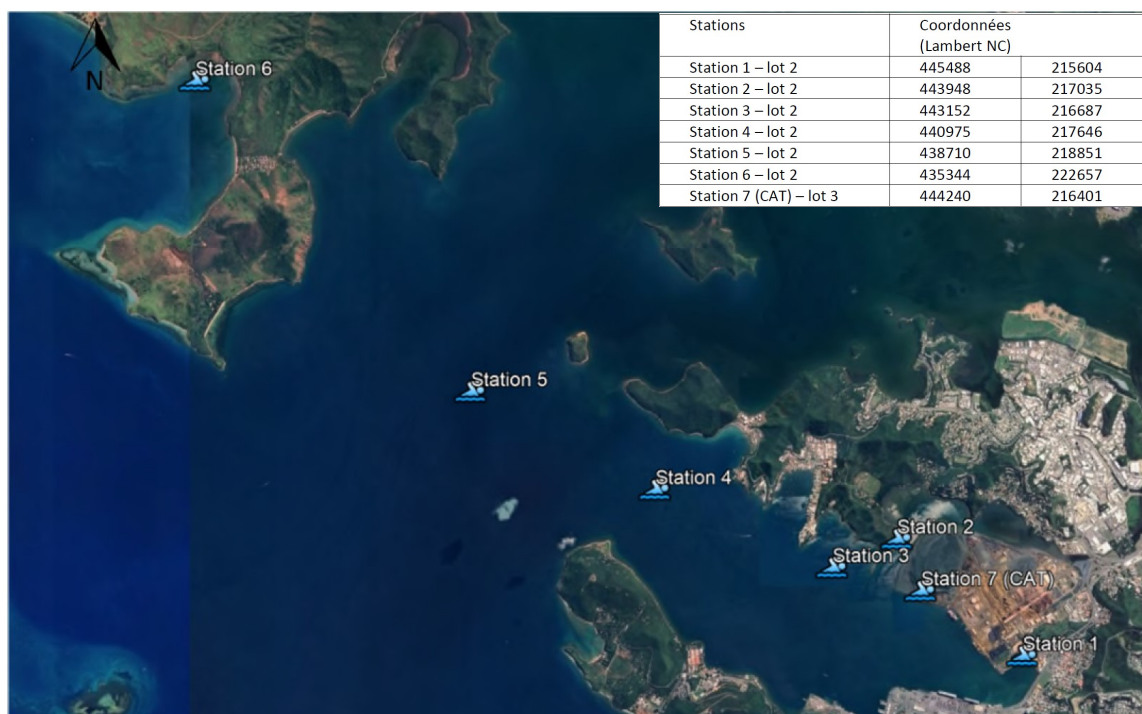 Stations Coordonnées
(Lambert NC)
Station 1 – lot 2 445488 215604
Station 2 – lot 2 443948 217035
Station 3 – lot 2 443152 216687
Station 4 – lot 2 440975 217646
Station 5 – lot 2 438710 218851
Station 6 – lot 2 435344 222657
Station 7 (CAT) – lot 3 444240 216401
N
Station 6
Station 5
Station 4
Station 2
Station 3
Station 7 (CAT)
Station 1